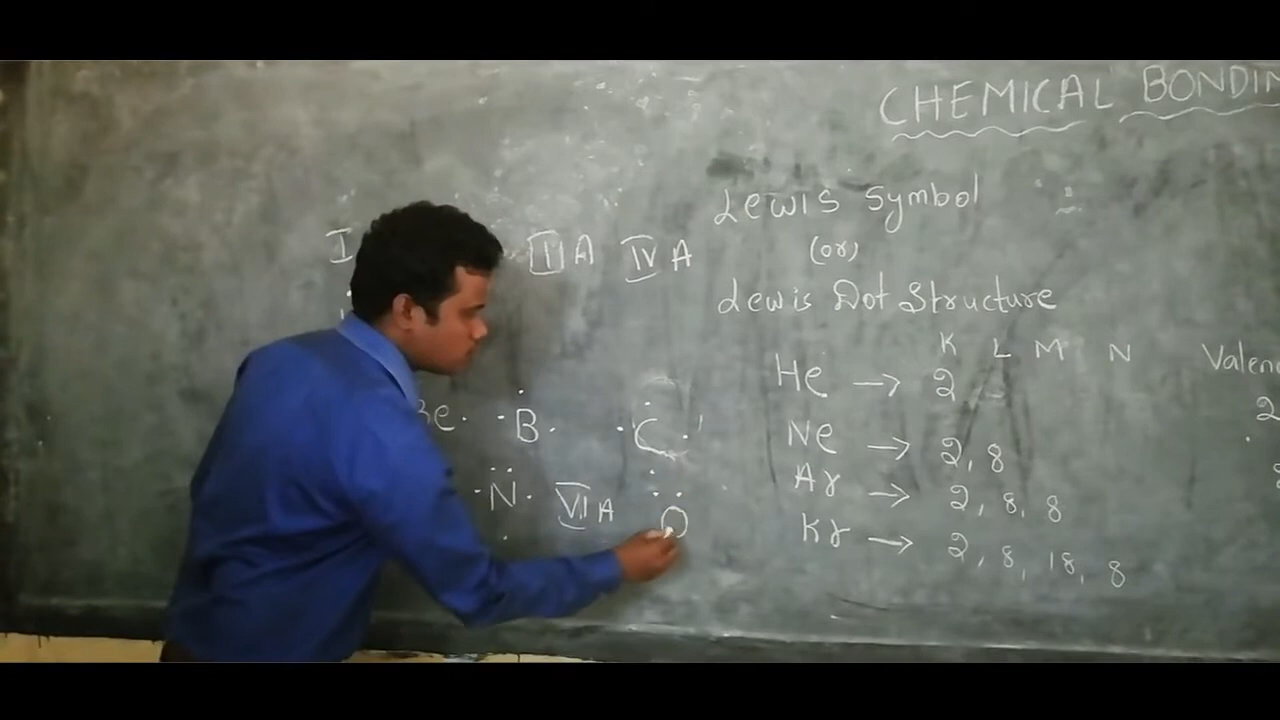 CHEMICAL BONDIN
Lewis Symbol :
(or)
Lewis Dot Structure
I IIIA IVA
Be B C
N VIA O
K L M N
Valen
He → 2
2
Ne → 2, 8
8
Ar → 2, 8, 8
Kr → 2, 8, 18, 8